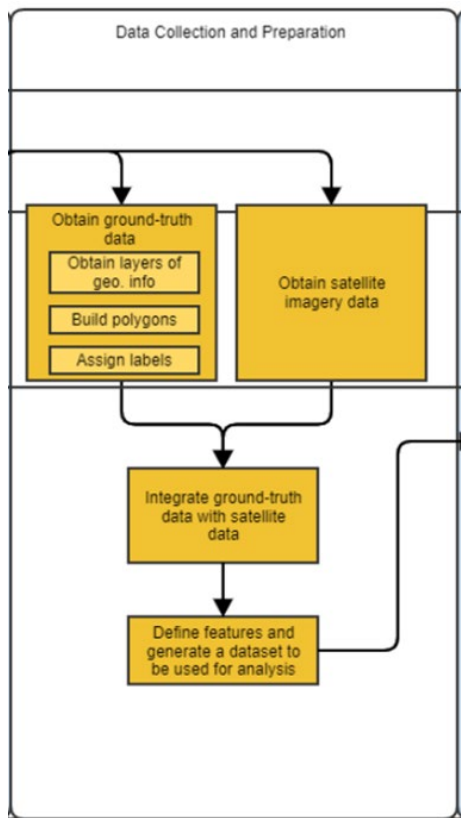 Data Collection and Preparation
Obtain ground-truth
data
Obtain layers of
geo. info
Build polygons
Assign labels
Obtain satellite
imagery data
Integrate ground-truth
data with satellite
data
Define features and
generate a dataset to
be used for analysis